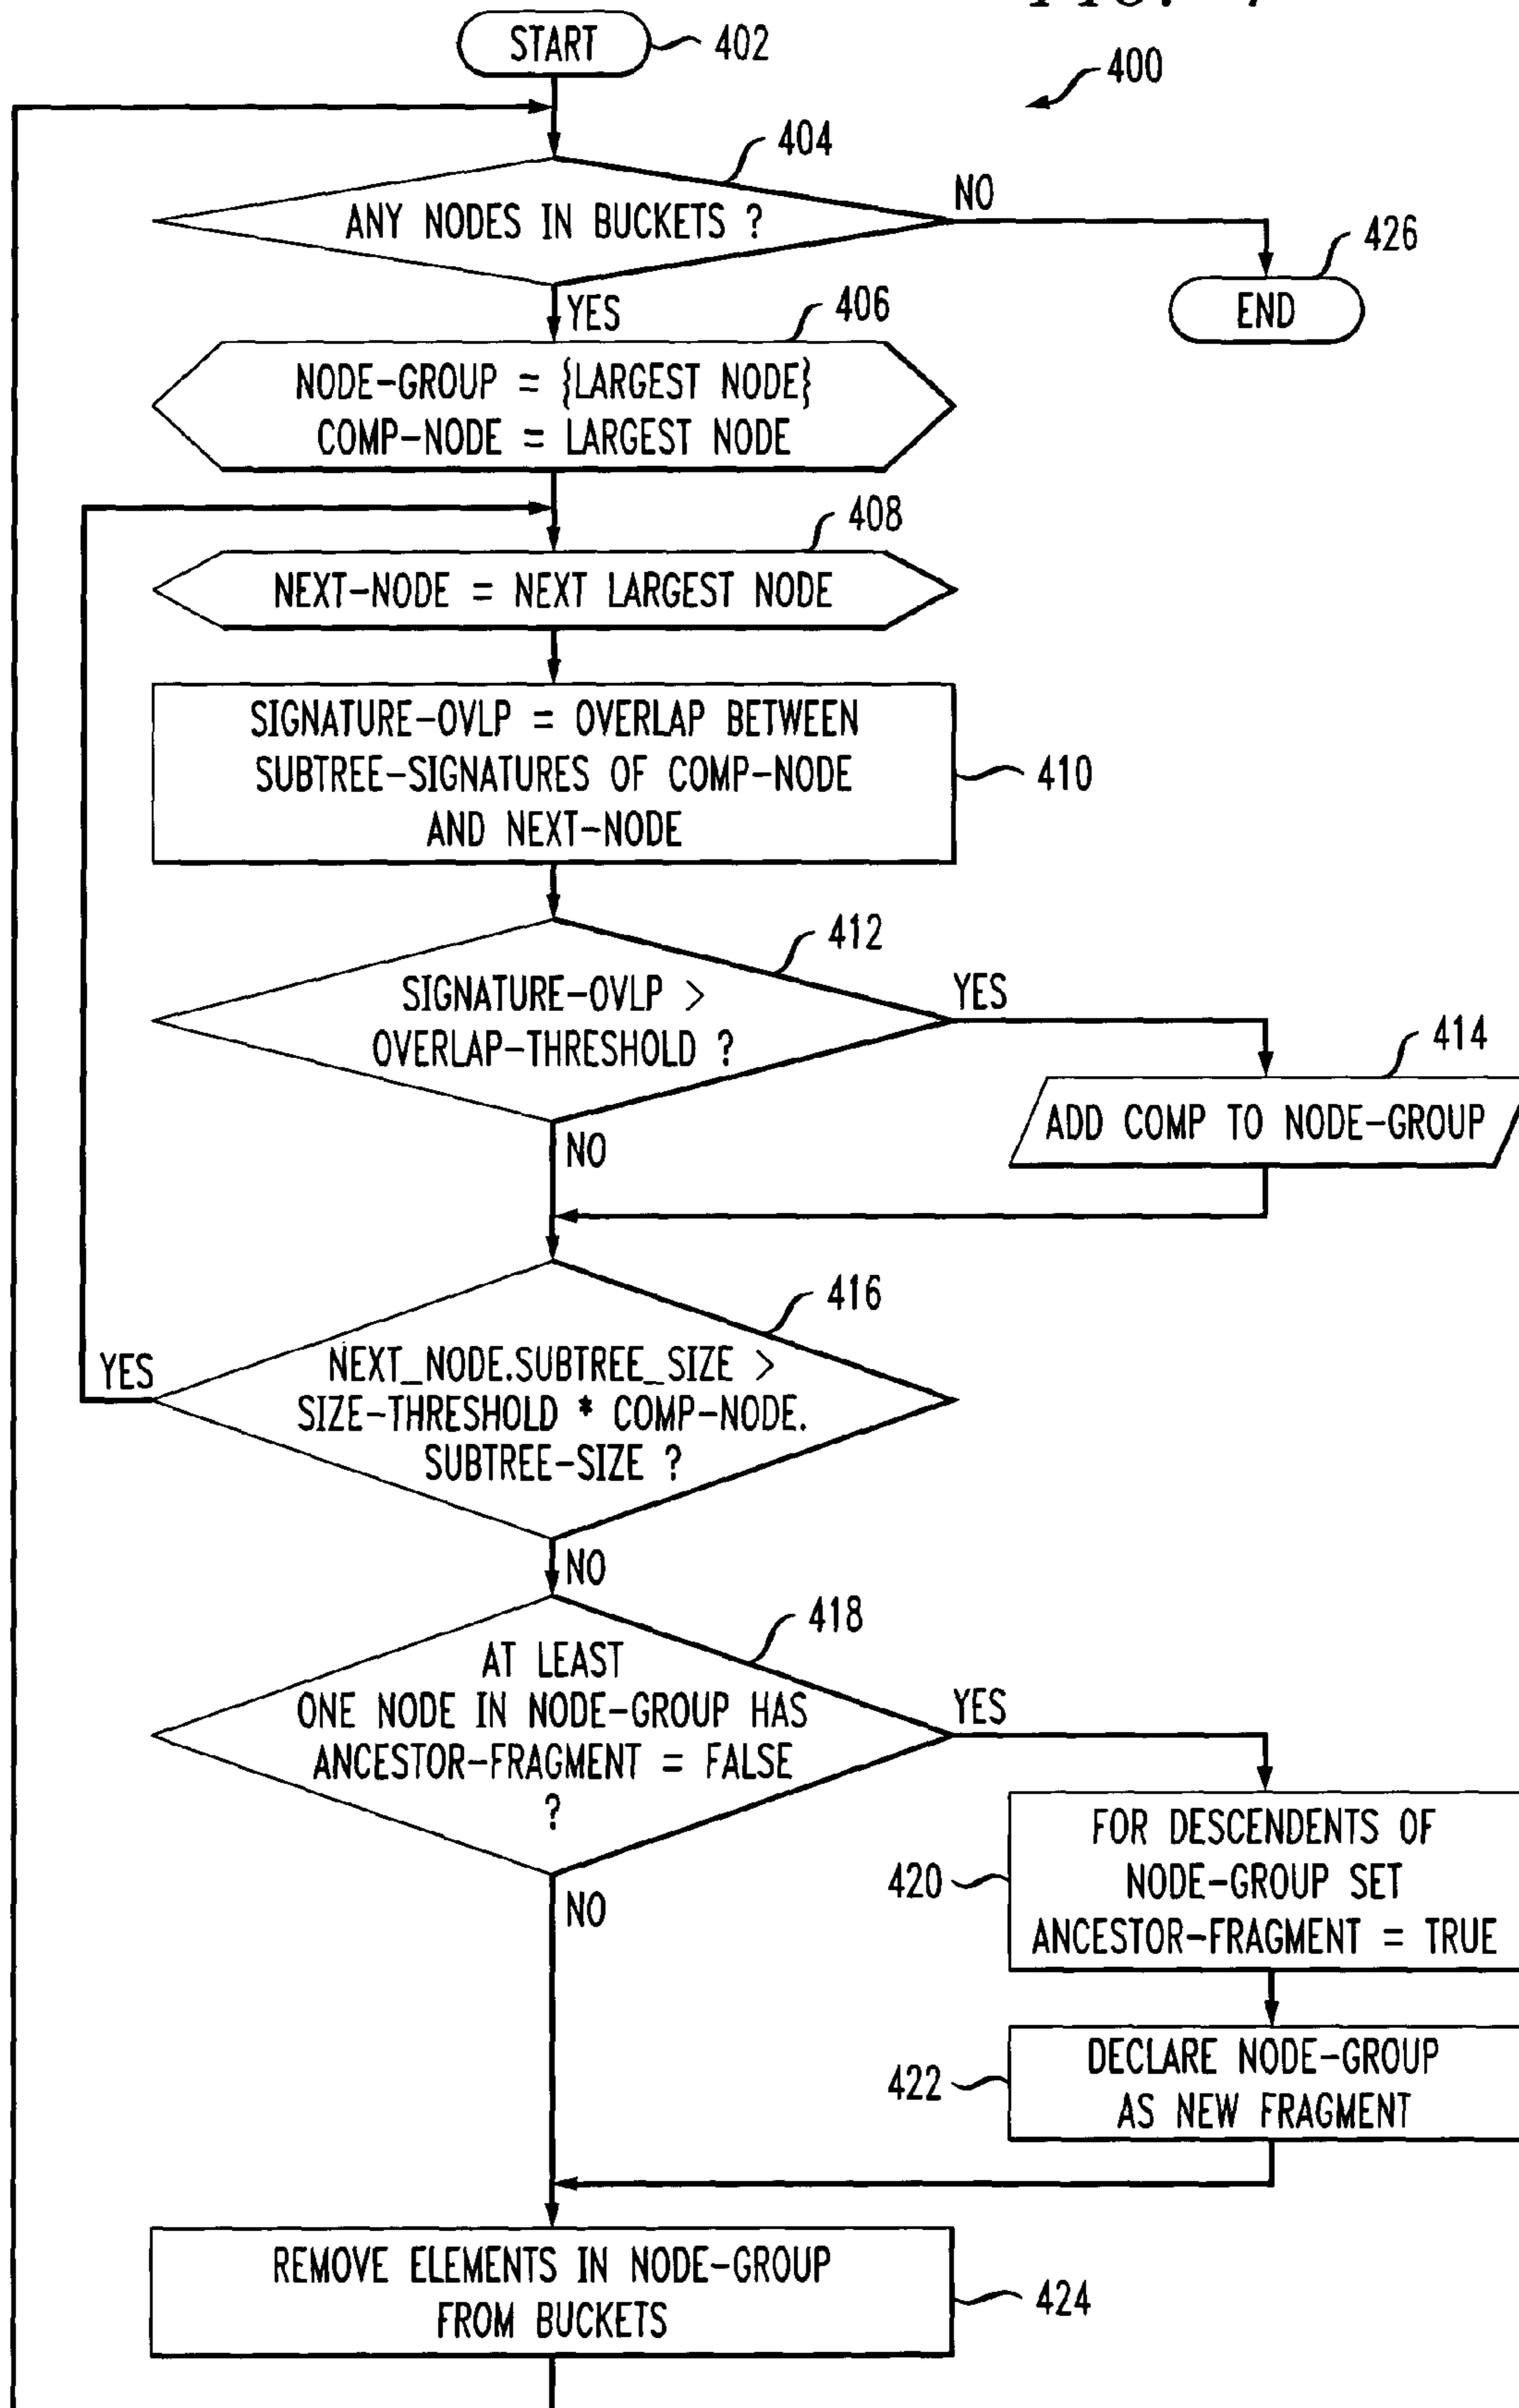 START
402
400
404
ANY NODES IN BUCKETS ?
NO
426
END
YES
406
NODE-GROUP = {LARGEST NODE}
COMP-NODE = LARGEST NODE
408
NEXT-NODE = NEXT LARGEST NODE
SIGNATURE-OVLP = OVERLAP BETWEEN
SUBTREE-SIGNATURES OF COMP-NODE
AND NEXT-NODE
410
412
SIGNATURE-OVLP >
OVERLAP-THRESHOLD ?
YES
414
ADD COMP TO NODE-GROUP
NO
416
NEXT_NODE.SUBTREE_SIZE >
SIZE-THRESHOLD * COMP-NODE.
SUBTREE-SIZE ?
YES
NO
418
AT LEAST
ONE NODE IN NODE-GROUP HAS
ANCESTOR-FRAGMENT = FALSE
?
YES
420
FOR DESCENDENTS OF
NODE-GROUP SET
ANCESTOR-FRAGMENT = TRUE
NO
422
DECLARE NODE-GROUP
AS NEW FRAGMENT
REMOVE ELEMENTS IN NODE-GROUP
FROM BUCKETS
424